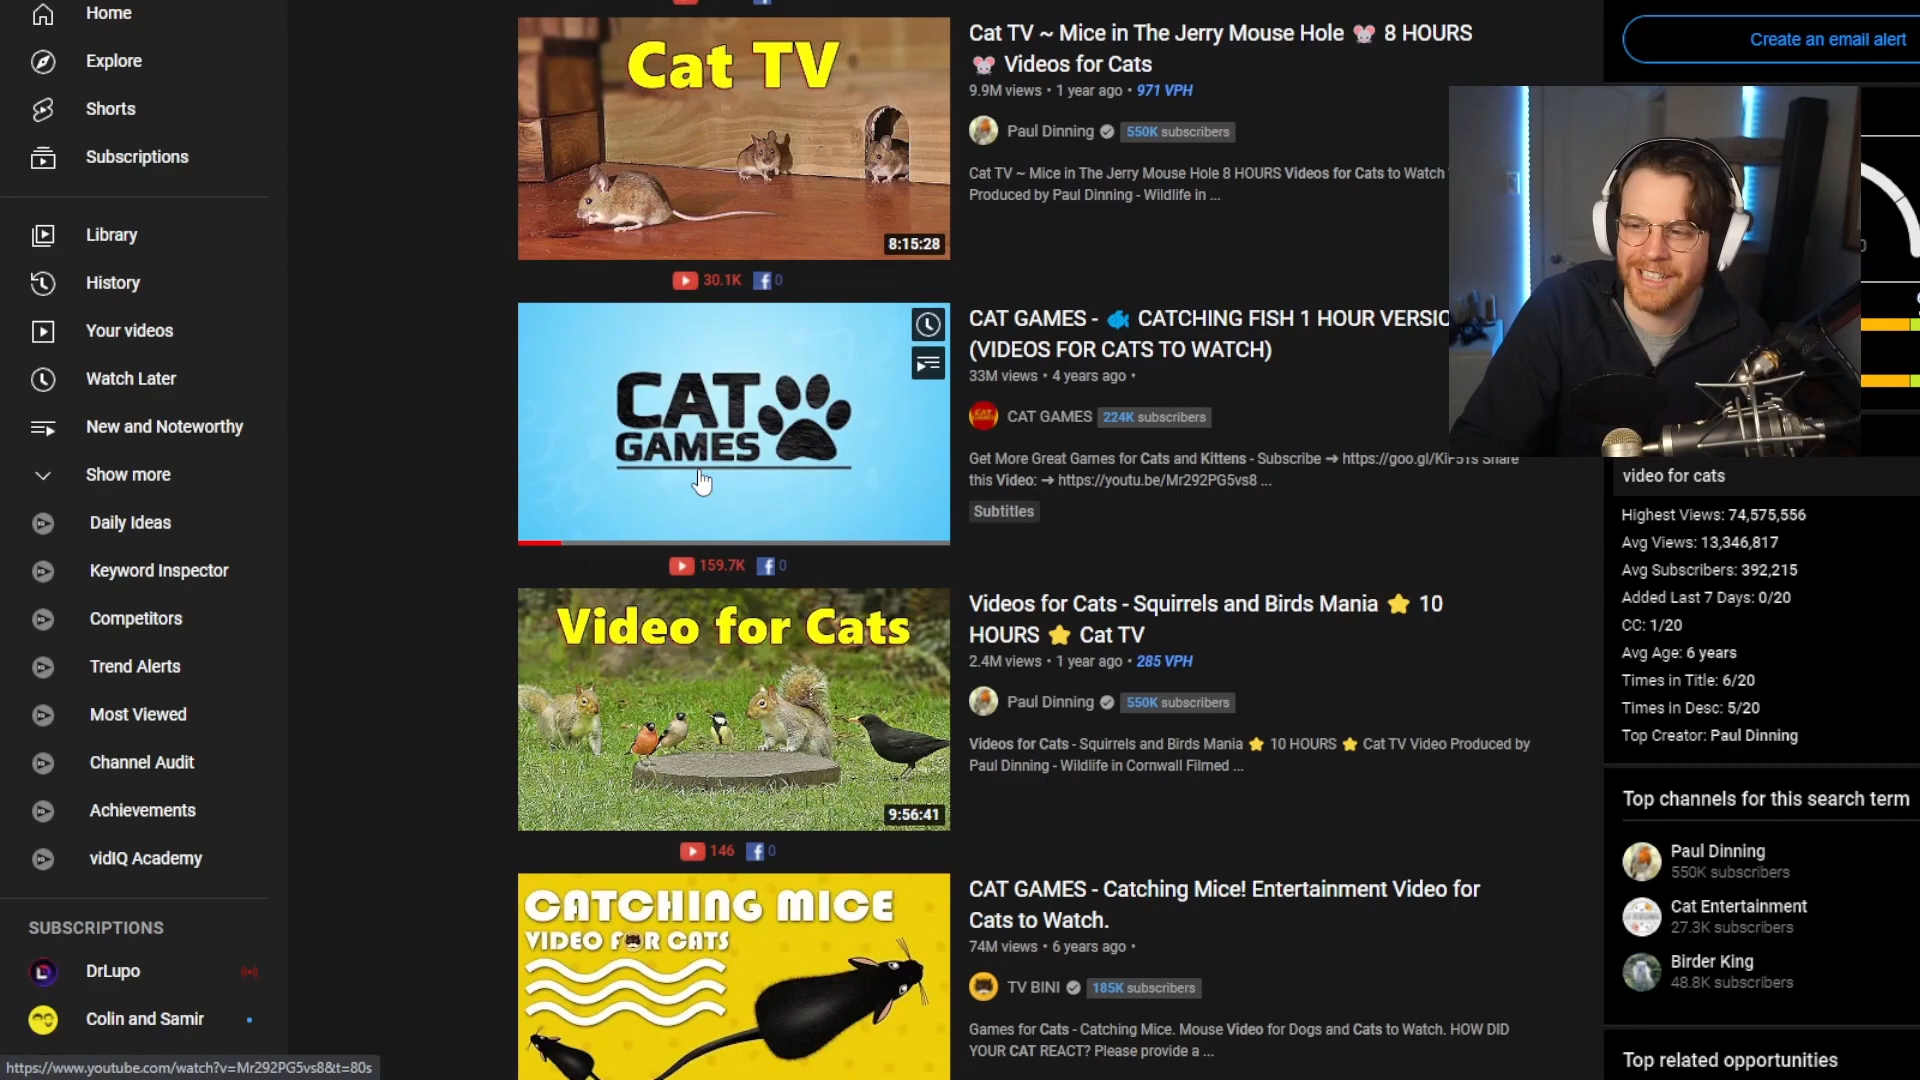 Home
Explore
Shorts
Subscriptions
Library
History
Your videos
Watch Later
New and Noteworthy
Show more
Daily Ideas
Keyword Inspector
Competitors
Trend Alerts
Most Viewed
Channel Audit
Achievements
vidIQ Academy
SUBSCRIPTIONS
DrLupo
Colin and Samir
https://www.youtube.com/watch?v=Mr292PG5vs8&t=80s
Cat TV
8:15:28
30.1K 0
Cat TV ~ Mice in The Jerry Mouse Hole 🐭 8 HOURS
🐭 Videos for Cats
9.9M views • 1 year ago • 971 VPH
Paul Dinning 550K subscribers
Cat TV ~ Mice in The Jerry Mouse Hole 8 HOURS Videos for Cats to Watch
Produced by Paul Dinning - Wildlife in ...
CAT
GAMES
159.7K 0
CAT GAMES - 🐟 CATCHING FISH 1 HOUR VERSIO
(VIDEOS FOR CATS TO WATCH)
33M views • 4 years ago •
CAT GAMES 224K subscribers
Get More Great Games for Cats and Kittens - Subscribe → https://goo.gl/KiF5Ts Share
this Video: → https://youtu.be/Mr292PG5vs8 ...
Subtitles
Video for Cats
9:56:41
146 0
Videos for Cats - Squirrels and Birds Mania ⭐ 10
HOURS ⭐ Cat TV
2.4M views • 1 year ago • 285 VPH
Paul Dinning 550K subscribers
Videos for Cats - Squirrels and Birds Mania ⭐ 10 HOURS ⭐ Cat TV Video Produced by
Paul Dinning - Wildlife in Cornwall Filmed ...
CATCHING MICE
VIDEO FOR CATS
CAT GAMES - Catching Mice! Entertainment Video for
Cats to Watch.
74M views • 6 years ago •
TV BINI 185K subscribers
Games for Cats - Catching Mice. Mouse Video for Dogs and Cats to Watch. HOW DID
YOUR CAT REACT? Please provide a ...
Create an email alert
video for cats
Highest Views: 74,575,556
Avg Views: 13,346,817
Avg Subscribers: 392,215
Added Last 7 Days: 0/20
CC: 1/20
Avg Age: 6 years
Times in Title: 6/20
Times in Desc: 5/20
Top Creator: Paul Dinning
Top channels for this search term
Paul Dinning
550K subscribers
Cat Entertainment
27.3K subscribers
Birder King
48.8K subscribers
Top related opportunities